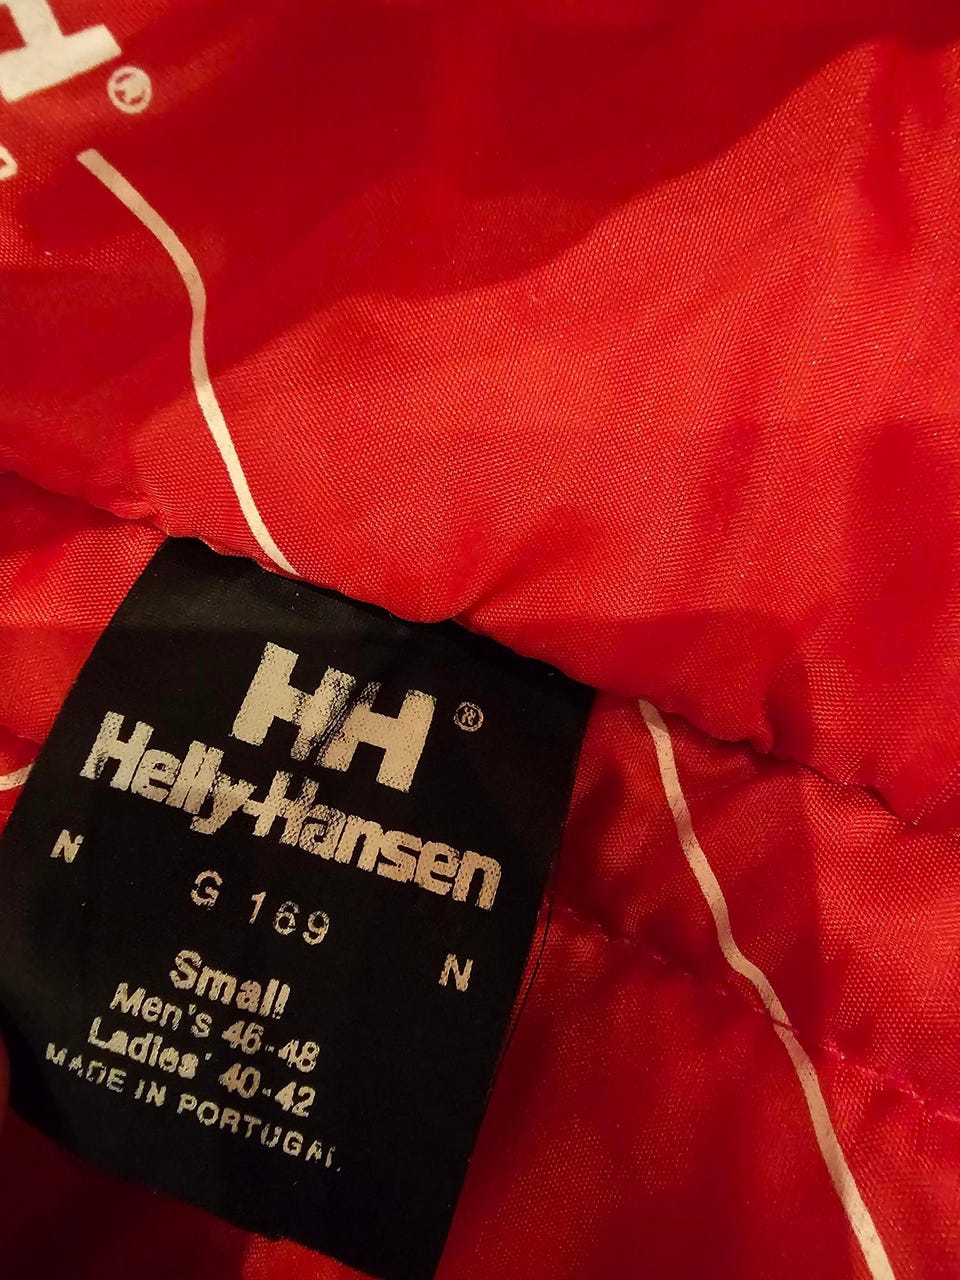 H®
HH®
Helly-Hansen
N
G 169
N
Small
Men's 46-48
Ladies' 40-42
MADE IN PORTUGAL